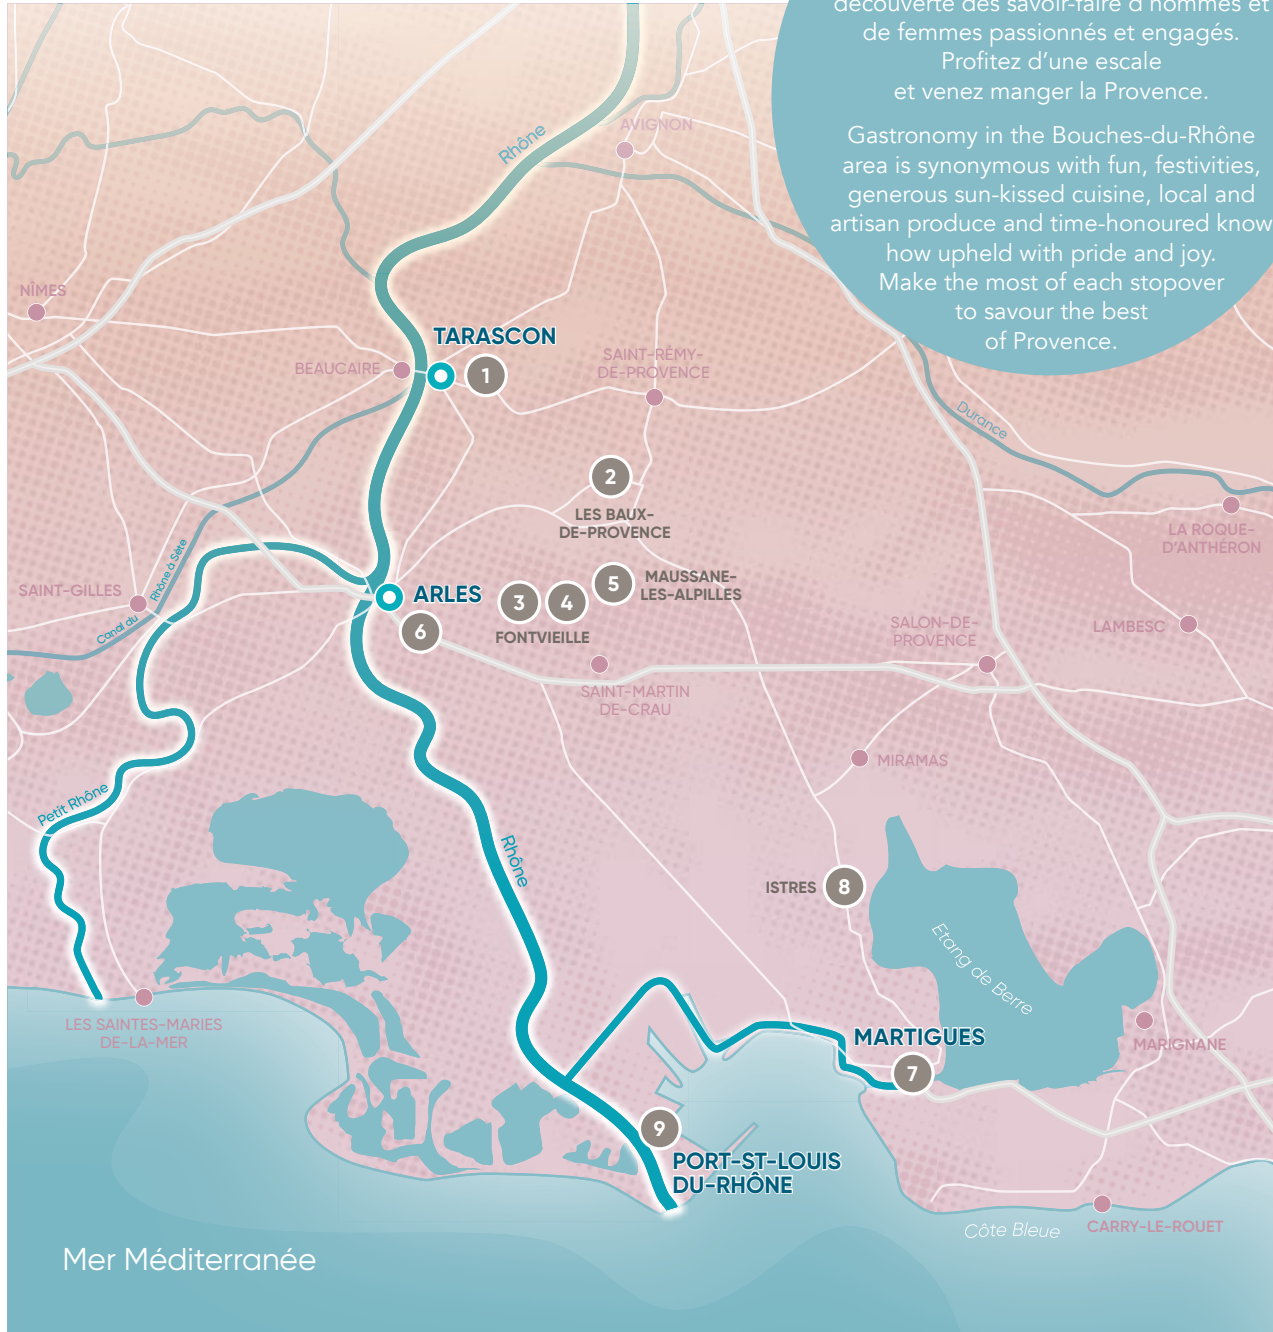 découverte des savoir-faire d'hommes et
de femmes passionnés et engagés.
Profitez d'une escale
et venez manger la Provence.
Gastronomy in the Bouches-du-Rhône
area is synonymous with fun, festivities,
generous sun-kissed cuisine, local and
artisan produce and time-honoured know
how upheld with pride and joy.
Make the most of each stopover
to savour the best
of Provence.
AVIGNON
Rhône
NÎMES
TARASCON
BEAUCAIRE
1
SAINT-RÉMY-
DE-PROVENCE
Durance
2
LES BAUX-
DE-PROVENCE
LA ROQUE-
D'ANTHÉRON
SAINT-GILLES
Canal du
Rhône à Sète
ARLES
6
3
4
FONTVIEILLE
5
MAUSSANE-
LES-ALPILLES
SALON-DE-
PROVENCE
LAMBESC
SAINT-MARTIN
DE-CRAU
MIRAMAS
Petit Rhône
Rhône
ISTRES
8
Etang de Berre
LES SAINTES-MARIES
DE-LA-MER
MARTIGUES
7
MARIGNANE
9
PORT-ST-LOUIS
DU-RHÔNE
Côte Bleue
CARRY-LE-ROUET
Mer Méditerranée